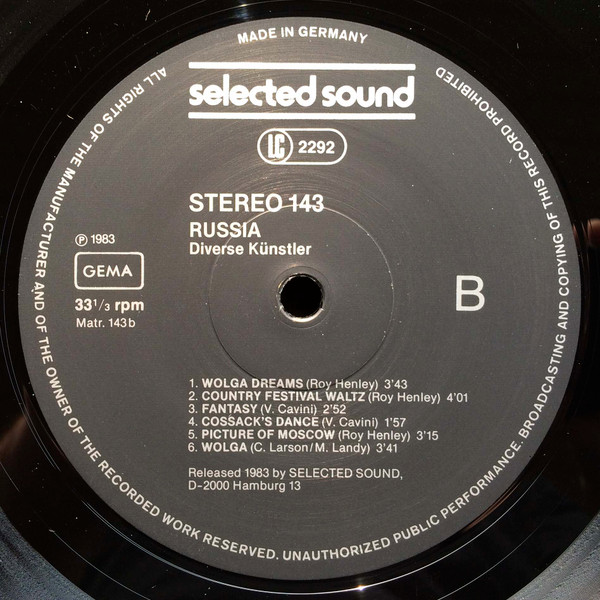 MADE IN GERMANY
selected sound
LC 2292
STEREO 143
RUSSIA
Diverse Künstler
℗ 1983
GEMA
33 1/3 rpm
Matr. 143 b
B
1. WOLGA DREAMS (Roy Henley) 3'43
2. COUNTRY FESTIVAL WALTZ (Roy Henley) 4'01
3. FANTASY (V. Cavini) 2'52
4. COSSACK'S DANCE (V. Cavini) 1'57
5. PICTURE OF MOSCOW (Roy Henley) 3'15
6. WOLGA (C. Larson/M. Landy) 3'41
Released 1983 by SELECTED SOUND,
D-2000 Hamburg 13
ALL RIGHTS OF THE MANUFACTURER AND OF THE OWNER OF THE RECORDED WORK RESERVED. UNAUTHORIZED PUBLIC PERFORMANCE. BROADCASTING AND COPYING OF THIS RECORD PROHIBITED